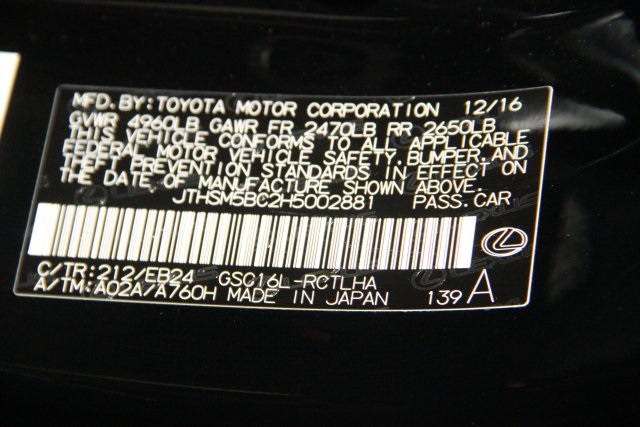 MFD. BY: TOYOTA MOTOR CORPORATION 12/16
GVWR 4960LB GAWR FR 2470LB RR 2650LB
THIS VEHICLE CONFORMS TO ALL APPLICABLE
FEDERAL MOTOR VEHICLE SAFETY, BUMPER, AND
THEFT PREVENTION STANDARDS IN EFFECT ON
THE DATE OF MANUFACTURE SHOWN ABOVE.
JTHSM5BC2H5002881 PASS. CAR
C/TR: 212/EB24 GSC16L-RCTLHA
A/TM: A02A/A760H MADE IN JAPAN 139 A